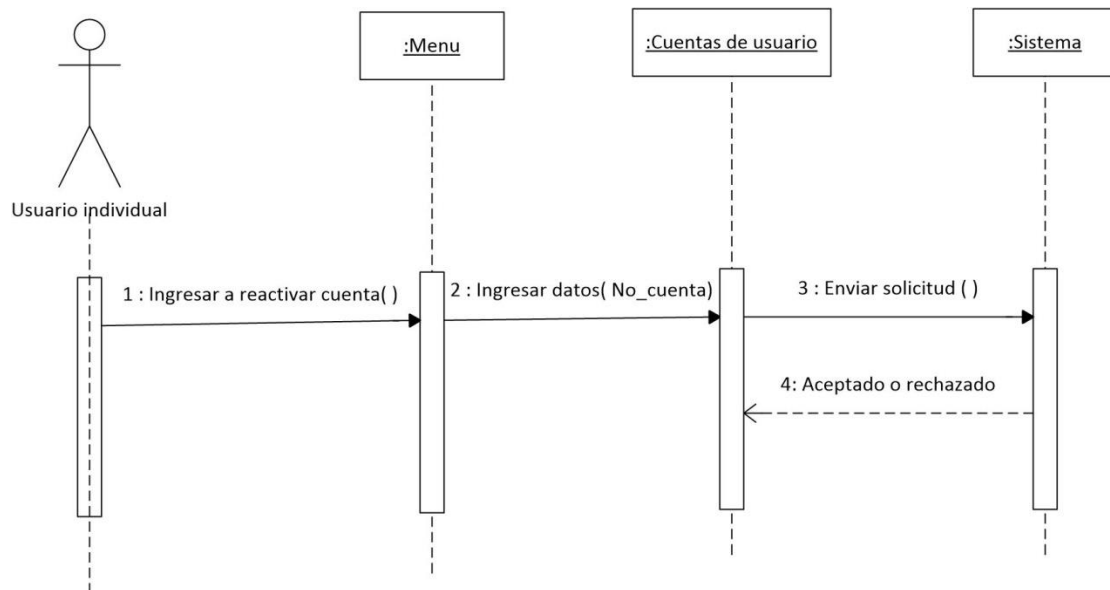 :Menu
:Cuentas de usuario
:Sistema
Usuario individual
1 : Ingresar a reactivar cuenta( )
2 : Ingresar datos( No_cuenta)
3 : Enviar solicitud ( )
4: Aceptado o rechazado